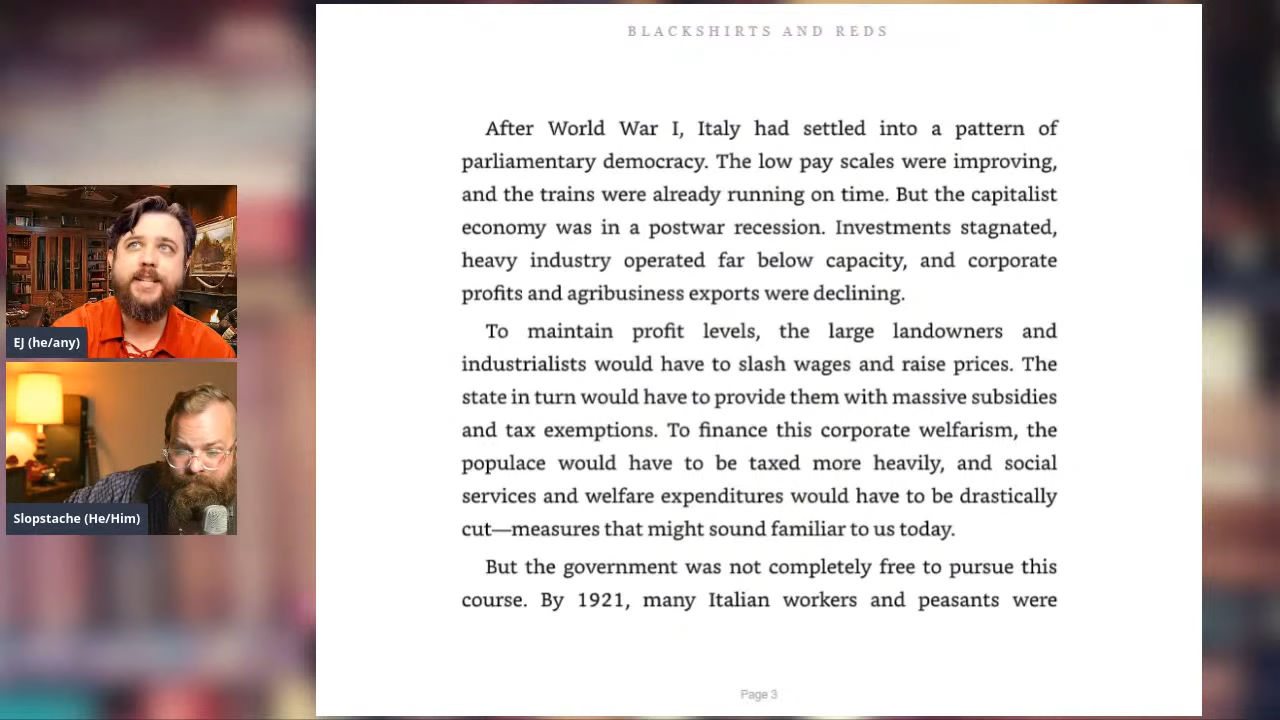 BLACKSHIRTS AND REDS
After World War I, Italy had settled into a pattern of
parliamentary democracy. The low pay scales were improving,
and the trains were already running on time. But the capitalist
economy was in a postwar recession. Investments stagnated,
heavy industry operated far below capacity, and corporate
profits and agribusiness exports were declining.
To maintain profit levels, the large landowners and
industrialists would have to slash wages and raise prices. The
state in turn would have to provide them with massive subsidies
and tax exemptions. To finance this corporate welfarism, the
populace would have to be taxed more heavily, and social
services and welfare expenditures would have to be drastically
cut—measures that might sound familiar to us today.
But the government was not completely free to pursue this
course. By 1921, many Italian workers and peasants were
Page 3
EJ (he/any)
Slopstache (He/Him)